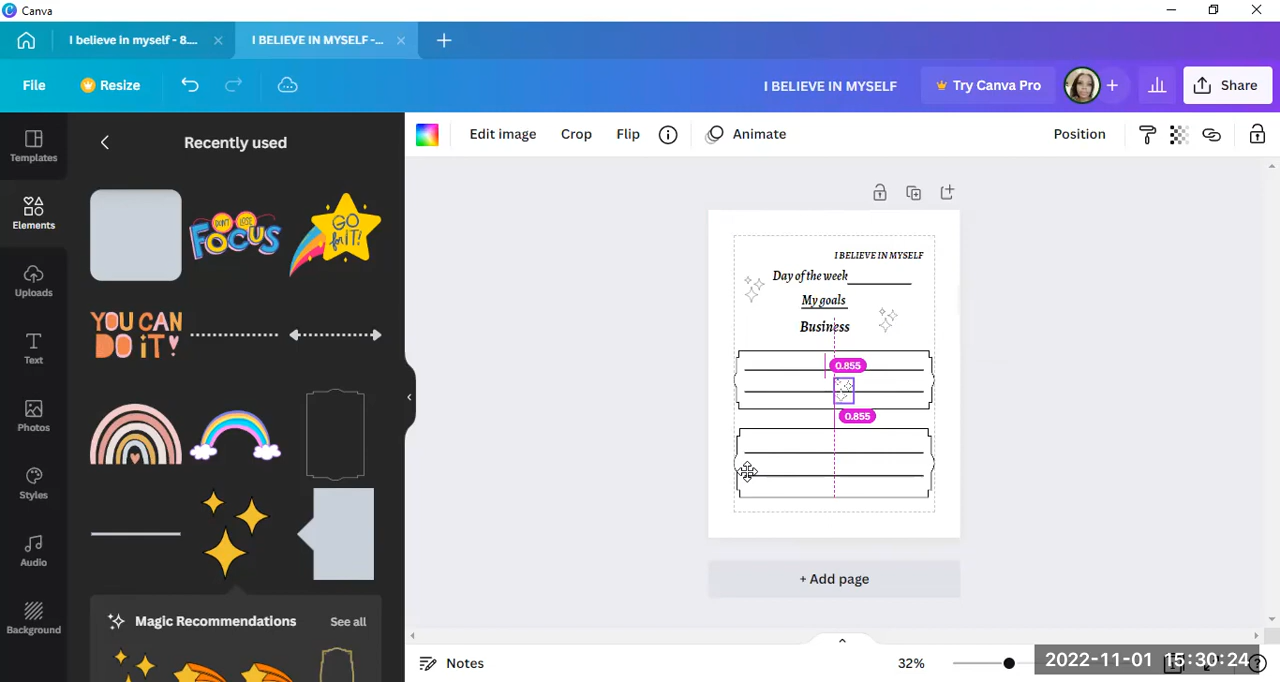 Canva
I believe in myself - 8....
I BELIEVE IN MYSELF -...
File
Resize
I BELIEVE IN MYSELF
Try Canva Pro
Share
Templates
Elements
Uploads
Text
Photos
Styles
Audio
Background
Recently used
DON'T LOSE
FOCUS
GO
for IT!
YOU CAN
DO IT!
Magic Recommendations
See all
Edit image
Crop
Flip
Animate
Position
I BELIEVE IN MYSELF
Day of the week
My goals
Business
0.855
0.855
+ Add page
Notes
32%
2022-11-01 15:30:24